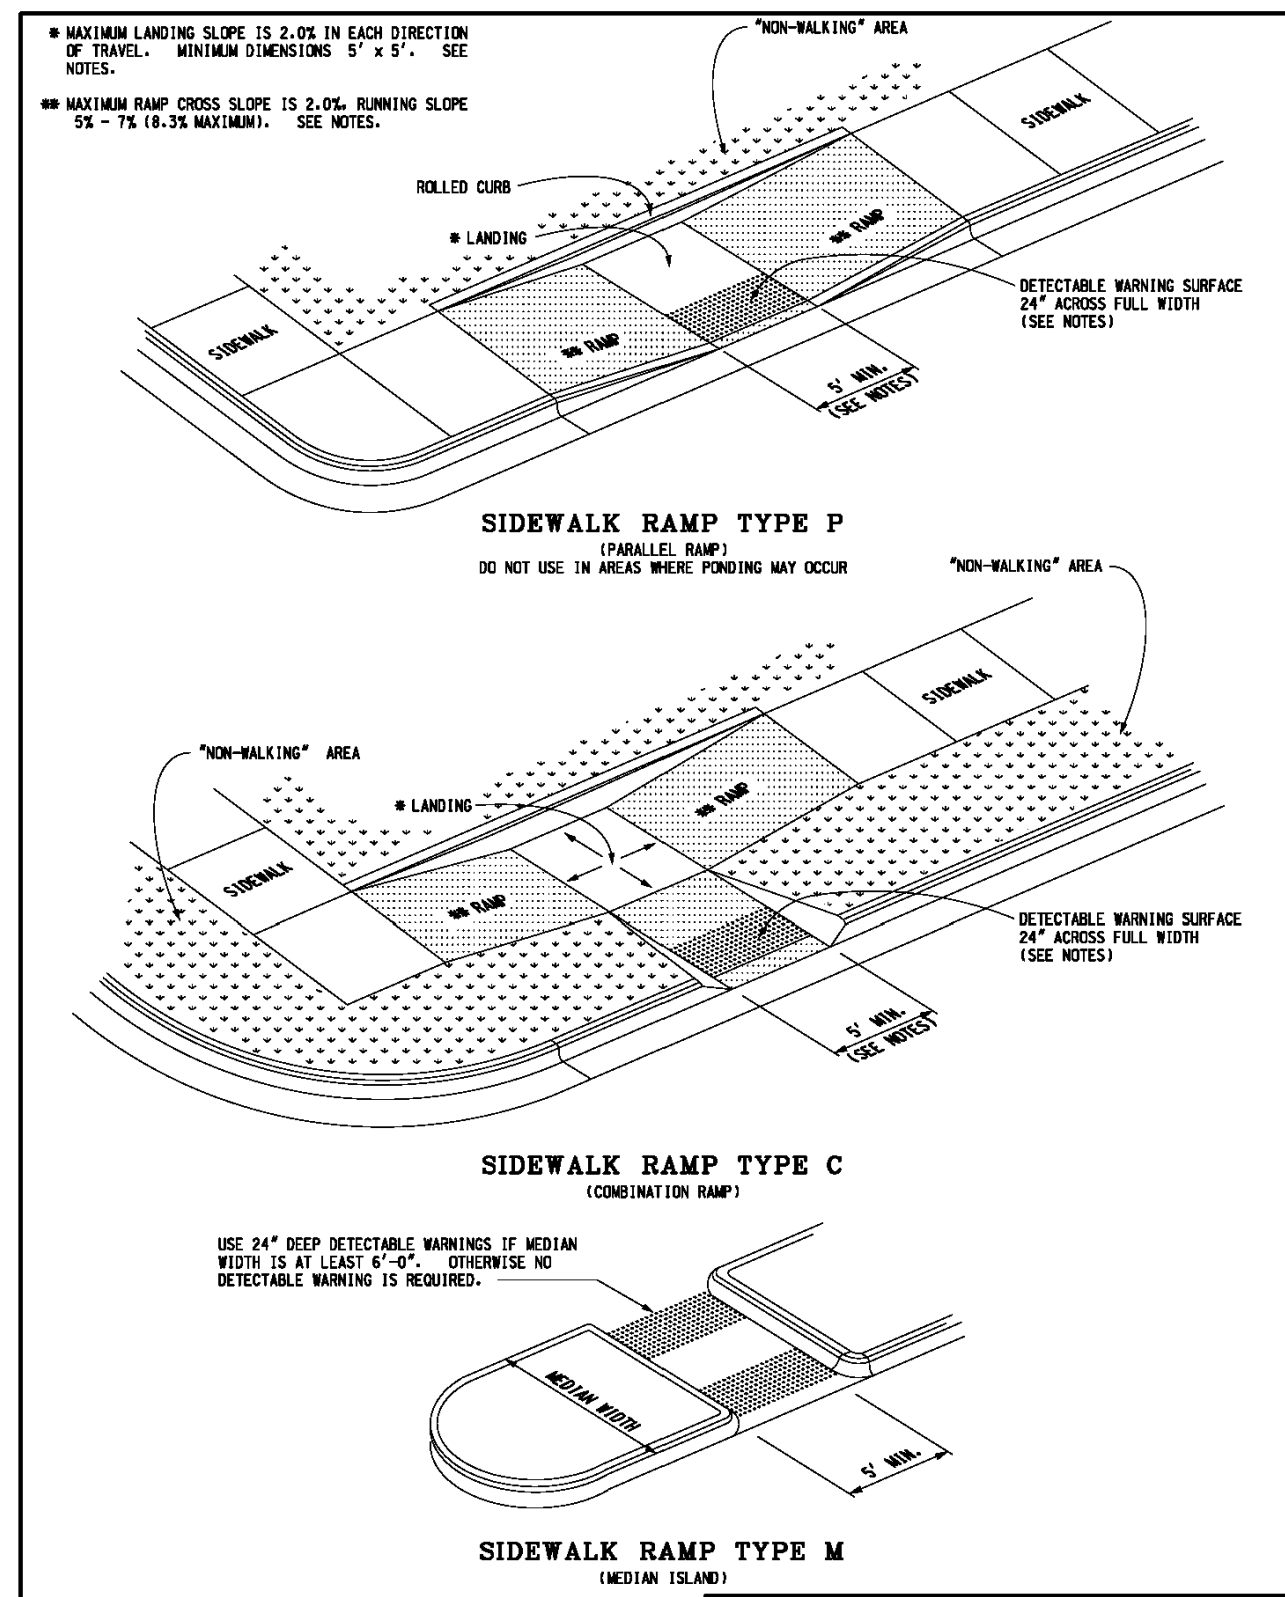 * MAXIMUM LANDING SLOPE IS 2.0% IN EACH DIRECTION
OF TRAVEL. MINIMUM DIMENSIONS 5' x 5'. SEE
NOTES.
** MAXIMUM RAMP CROSS SLOPE IS 2.0%, RUNNING SLOPE
5% - 7% (8.3% MAXIMUM). SEE NOTES.
"NON-WALKING" AREA
SIDEWALK
ROLLED CURB
* LANDING
** RAMP
DETECTABLE WARNING SURFACE
24" ACROSS FULL WIDTH
(SEE NOTES)
SIDEWALK
** RAMP
5' MIN.
(SEE NOTES)
SIDEWALK RAMP TYPE P
(PARALLEL RAMP)
DO NOT USE IN AREAS WHERE PONDING MAY OCCUR
"NON-WALKING" AREA
SIDEWALK
"NON-WALKING" AREA
* LANDING
** RAMP
SIDEWALK
** RAMP
DETECTABLE WARNING SURFACE
24" ACROSS FULL WIDTH
(SEE NOTES)
5' MIN.
(SEE NOTES)
SIDEWALK RAMP TYPE C
(COMBINATION RAMP)
USE 24" DEEP DETECTABLE WARNINGS IF MEDIAN
WIDTH IS AT LEAST 6'-0". OTHERWISE NO
DETECTABLE WARNING IS REQUIRED.
MEDIAN WIDTH
5' MIN.
SIDEWALK RAMP TYPE M
(MEDIAN ISLAND)